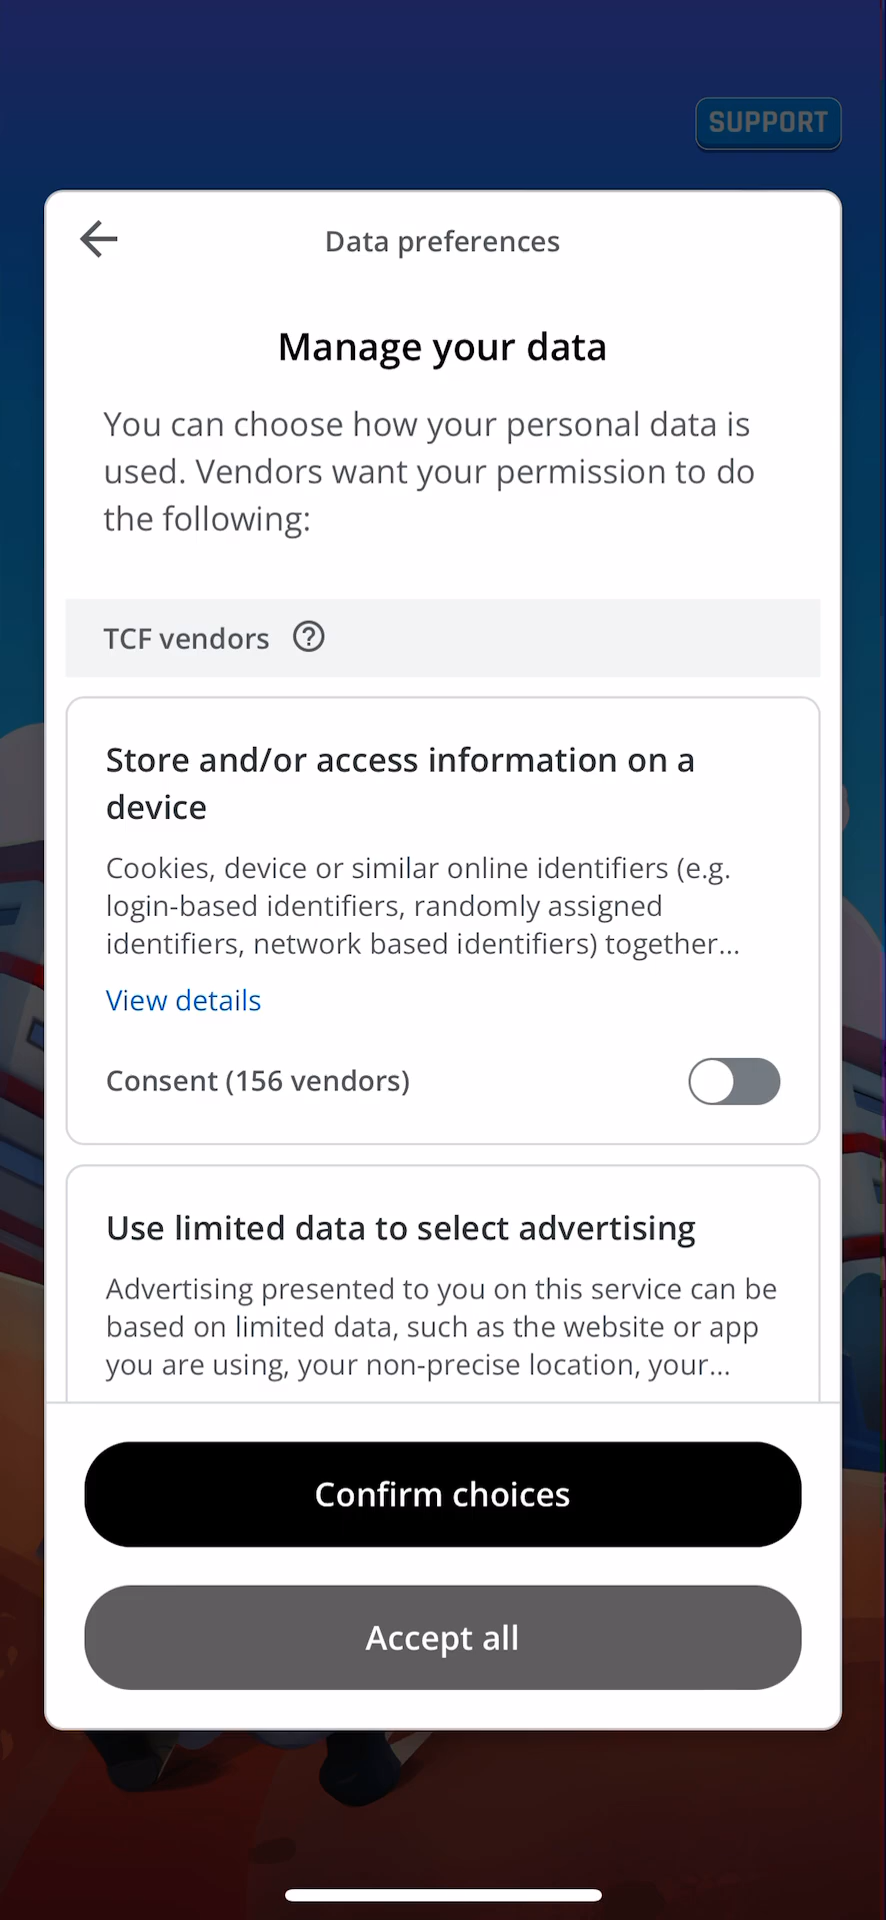 SUPPORT
Data preferences
Manage your data
You can choose how your personal data is
used. Vendors want your permission to do
the following:
TCF vendors
Store and/or access information on a
device
Cookies, device or similar online identifiers (e.g.
login-based identifiers, randomly assigned
identifiers, network based identifiers) together...
View details
Consent (156 vendors)
Use limited data to select advertising
Advertising presented to you on this service can be
based on limited data, such as the website or app
you are using, your non-precise location, your...
Confirm choices
Accept all